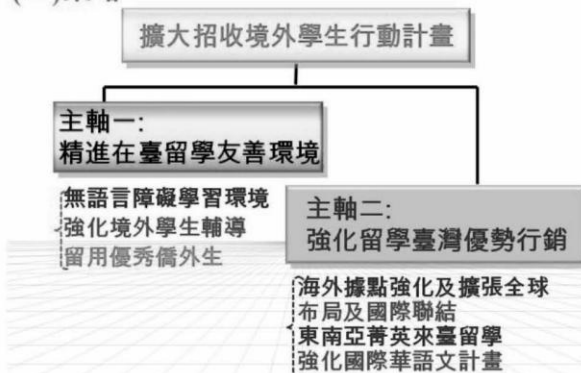 擴大招收境外學生行動計畫
主軸一:
精進在臺留學友善環境
無語言障礙學習環境
強化境外學生輔導
留用優秀僑外生
主軸二:
強化留學臺灣優勢行銷
海外據點強化及擴張全球
布局及國際聯結
東南亞菁英來臺留學
強化國際華語文計畫